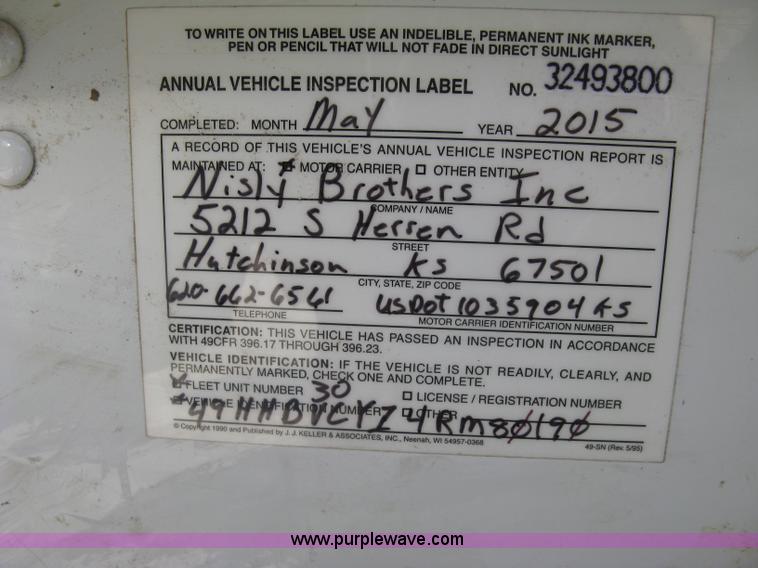 TO WRITE ON THIS LABEL USE AN INDELIBLE, PERMANENT INK MARKER,
PEN OR PENCIL THAT WILL NOT FADE IN DIRECT SUNLIGHT
ANNUAL VEHICLE INSPECTION LABEL NO. 32493800
COMPLETED: MONTH May YEAR 2015
A RECORD OF THIS VEHICLE'S ANNUAL VEHICLE INSPECTION REPORT IS
MAINTAINED AT: MOTOR CARRIER OTHER ENTITY
Nisly Brothers Inc
COMPANY / NAME
5212 S Herren Rd
STREET
Hutchinson KS 67501
CITY, STATE, ZIP CODE
620-662-6561 USDOT 1035904 KS
TELEPHONE MOTOR CARRIER IDENTIFICATION NUMBER
CERTIFICATION: THIS VEHICLE HAS PASSED AN INSPECTION IN ACCORDANCE
WITH 49CFR 396.17 THROUGH 396.23.
VEHICLE IDENTIFICATION: IF THE VEHICLE IS NOT READILY, CLEARLY, AND
PERMANENTLY MARKED, CHECK ONE AND COMPLETE.
FLEET UNIT NUMBER 30 LICENSE / REGISTRATION NUMBER
VEHICLE IDENTIFICATION NUMBER OTHER
49HHBVCY24RM80190
© Copyright 1990 and Published by J. J. KELLER & ASSOCIATES, INC., Neenah, WI 54957-0368 49-SN (Rev. 5/95)
www.purplewave.com